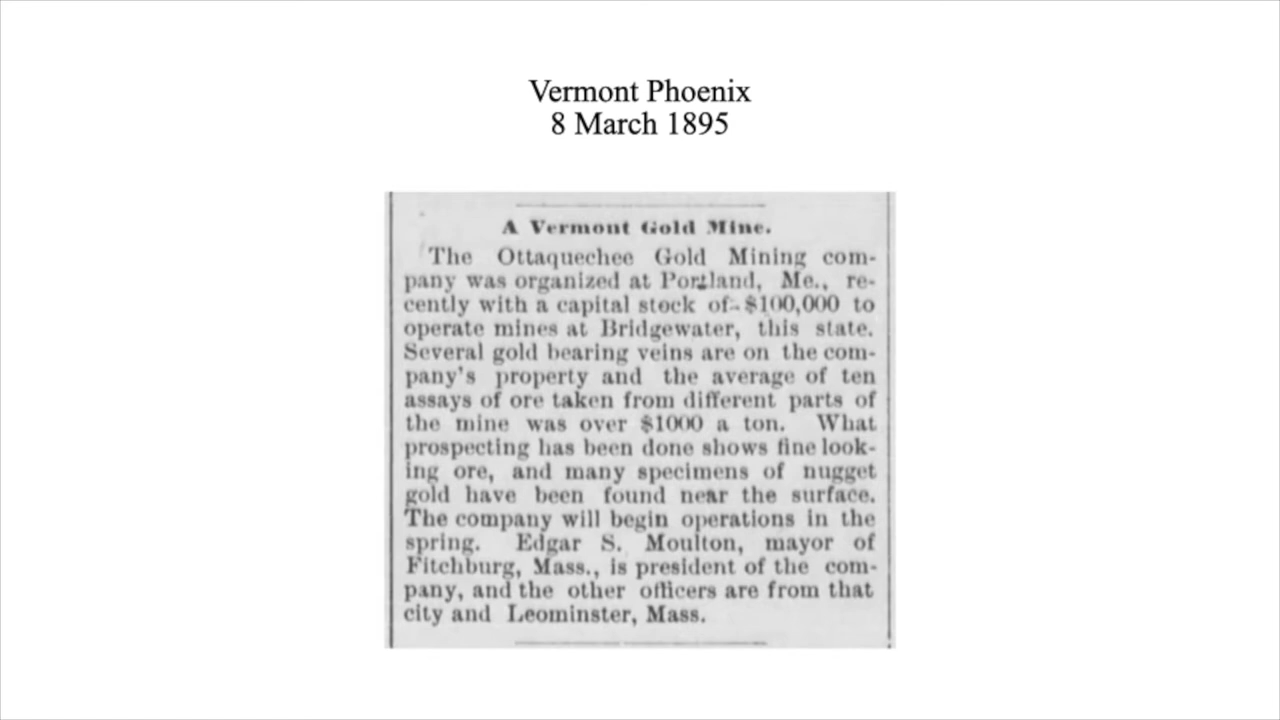 Vermont Phoenix
8 March 1895
A Vermont Gold Mine.
The Ottaquechee Gold Mining com-
pany was organized at Portland, Me., re-
cently with a capital stock of $100,000 to
operate mines at Bridgewater, this state.
Several gold bearing veins are on the com-
pany's property and the average of ten
assays of ore taken from different parts of
the mine was over $1000 a ton. What
prospecting has been done shows fine look-
ing ore, and many specimens of nugget
gold have been found near the surface.
The company will begin operations in the
spring. Edgar S. Moulton, mayor of
Fitchburg, Mass., is president of the com-
pany, and the other officers are from that
city and Leominster, Mass.